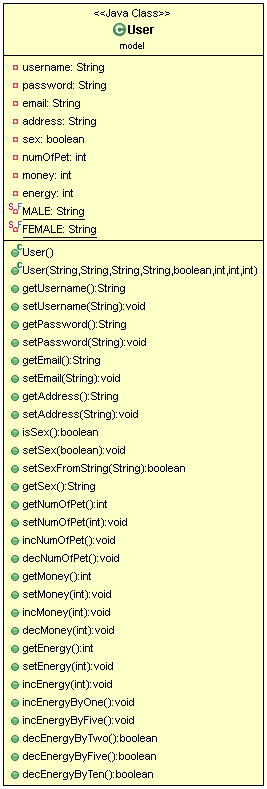 <<Java Class>>
User
model
username: String
password: String
email: String
address: String
sex: boolean
numOfPet: int
money: int
energy: int
MALE: String
FEMALE: String
User()
User(String,String,String,String,boolean,int,int,int)
getUsername():String
setUsername(String):void
getPassword():String
setPassword(String):void
getEmail():String
setEmail(String):void
getAddress():String
setAddress(String):void
isSex():boolean
setSex(boolean):void
setSexFromString(String):boolean
getSex():String
getNumOfPet():int
setNumOfPet(int):void
incNumOfPet():void
decNumOfPet():void
getMoney():int
setMoney(int):void
incMoney(int):void
decMoney(int):void
getEnergy():int
setEnergy(int):void
incEnergy(int):void
incEnergyByOne():void
incEnergyByFive():void
decEnergyByTwo():boolean
decEnergyByFive():boolean
decEnergyByTen():boolean